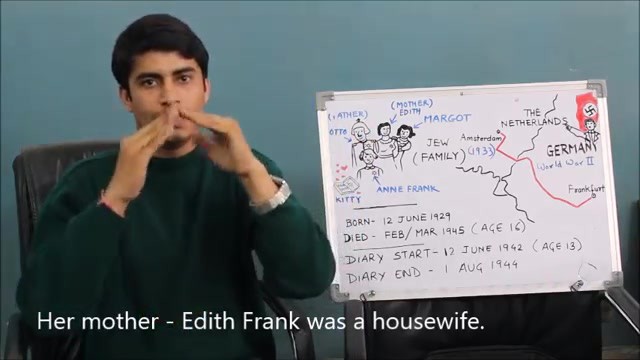 (FATHER)
OTTO
(MOTHER)
EDITH
MARGOT
ANNE FRANK
KITTY
JEW
(FAMILY)
THE
NETHERLANDS
Amsterdam
(1933)
GERMANY
World War II
Frankfurt
BORN- 12 JUNE 1929
DIED - FEB/MAR 1945 (AGE 16)
DIARY START- 12 JUNE 1942 (AGE 13)
DIARY END - 1 AUG 1944
Her mother - Edith Frank was a housewife.